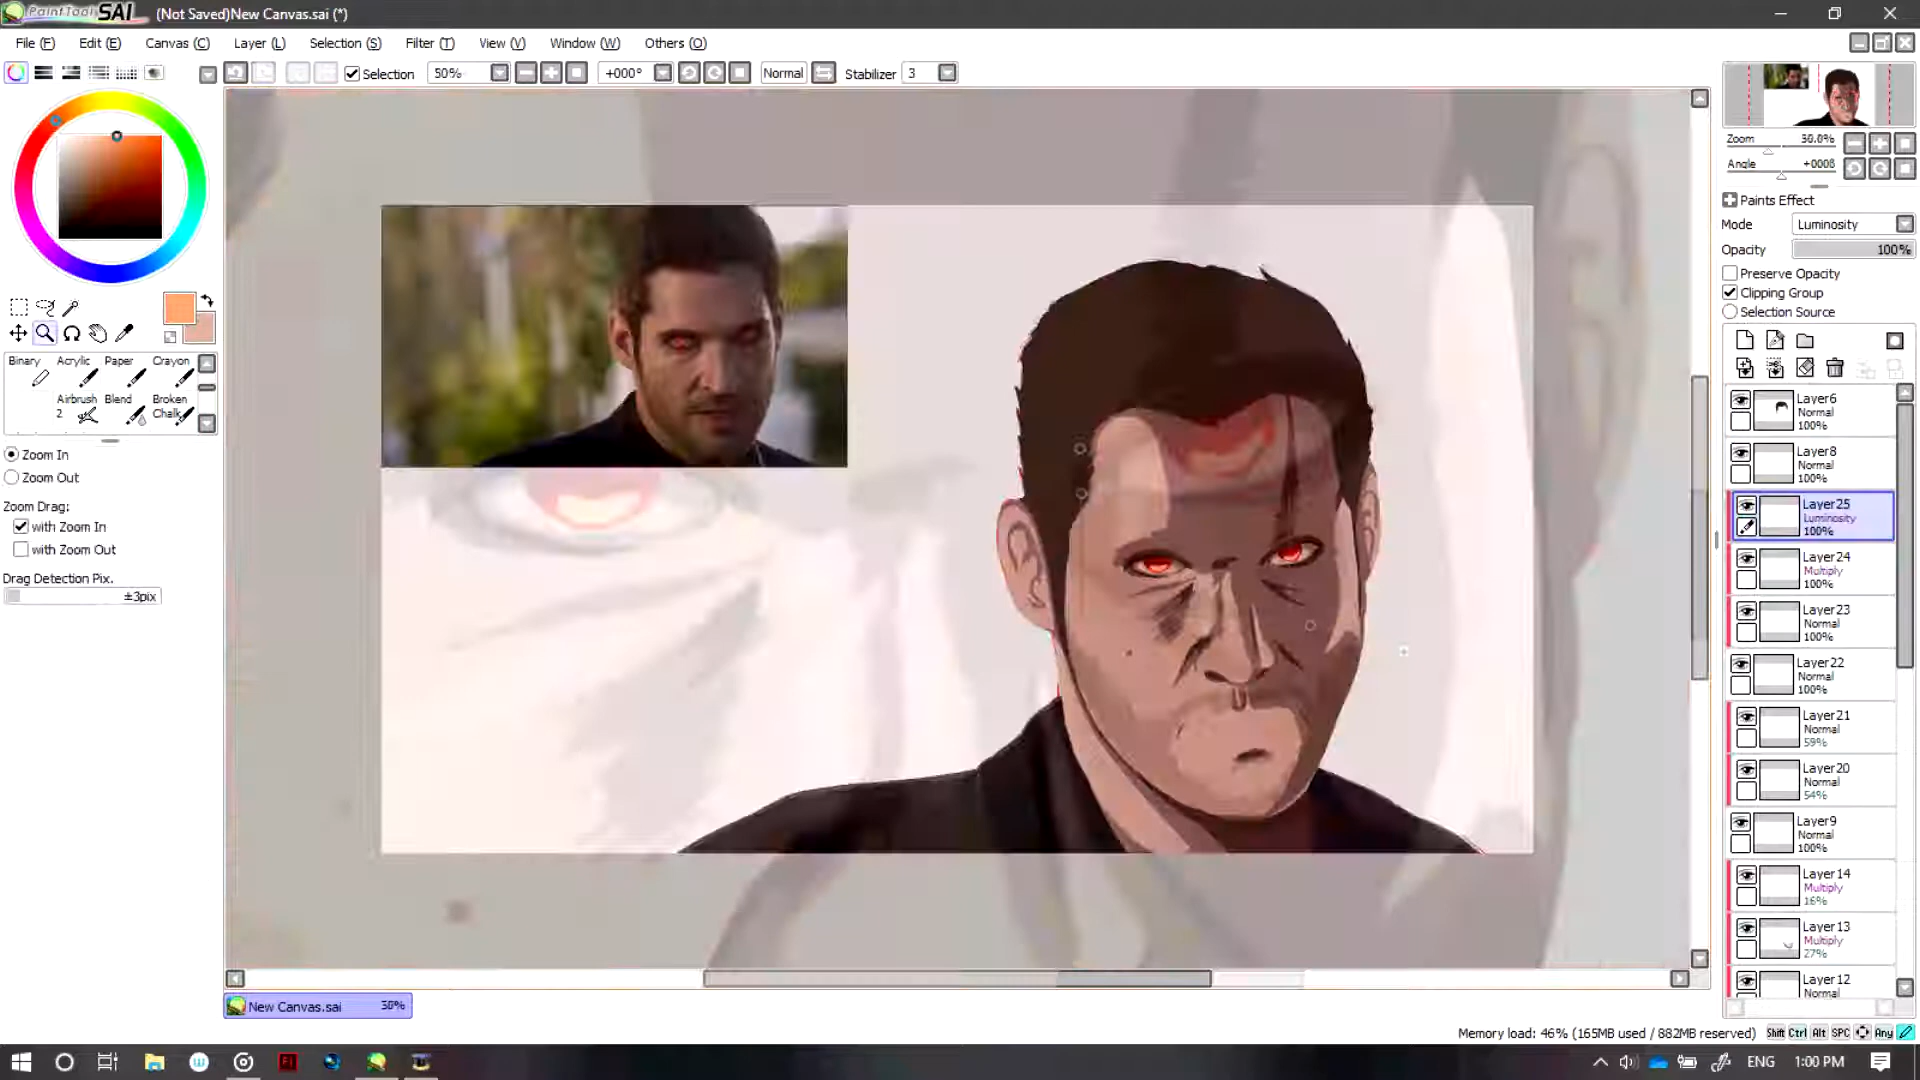 PaintTool SAI (Not Saved)New Canvas.sai (*)
File (F) Edit (E) Canvas (C) Layer (L) Selection (S) Filter (T) View (V) Window (W) Others (O)
Selection 50% +000° Normal Stabilizer 3
Zoom 30.0%
Angle +000δ
Paints Effect
Mode Luminosity
Opacity 100%
Preserve Opacity
Clipping Group
Selection Source
Binary Acrylic Paper Crayon
Airbrush 2 Blend Broken Chalk
Zoom In
Zoom Out
Zoom Drag:
with Zoom In
with Zoom Out
Drag Detection Pix.
±3pix
Layer6
Normal
100%
Layer8
Normal
100%
Layer25
Luminosity
100%
Layer24
Multiply
100%
Layer23
Normal
100%
Layer22
Normal
100%
Layer21
Normal
59%
Layer20
Normal
54%
Layer9
Normal
100%
Layer14
Multiply
16%
Layer13
Multiply
27%
Layer12
Normal
New Canvas.sai 30%
Memory load: 46% (165MB used / 882MB reserved) Shift Ctrl Alt SPC Any
ENG 1:00 PM